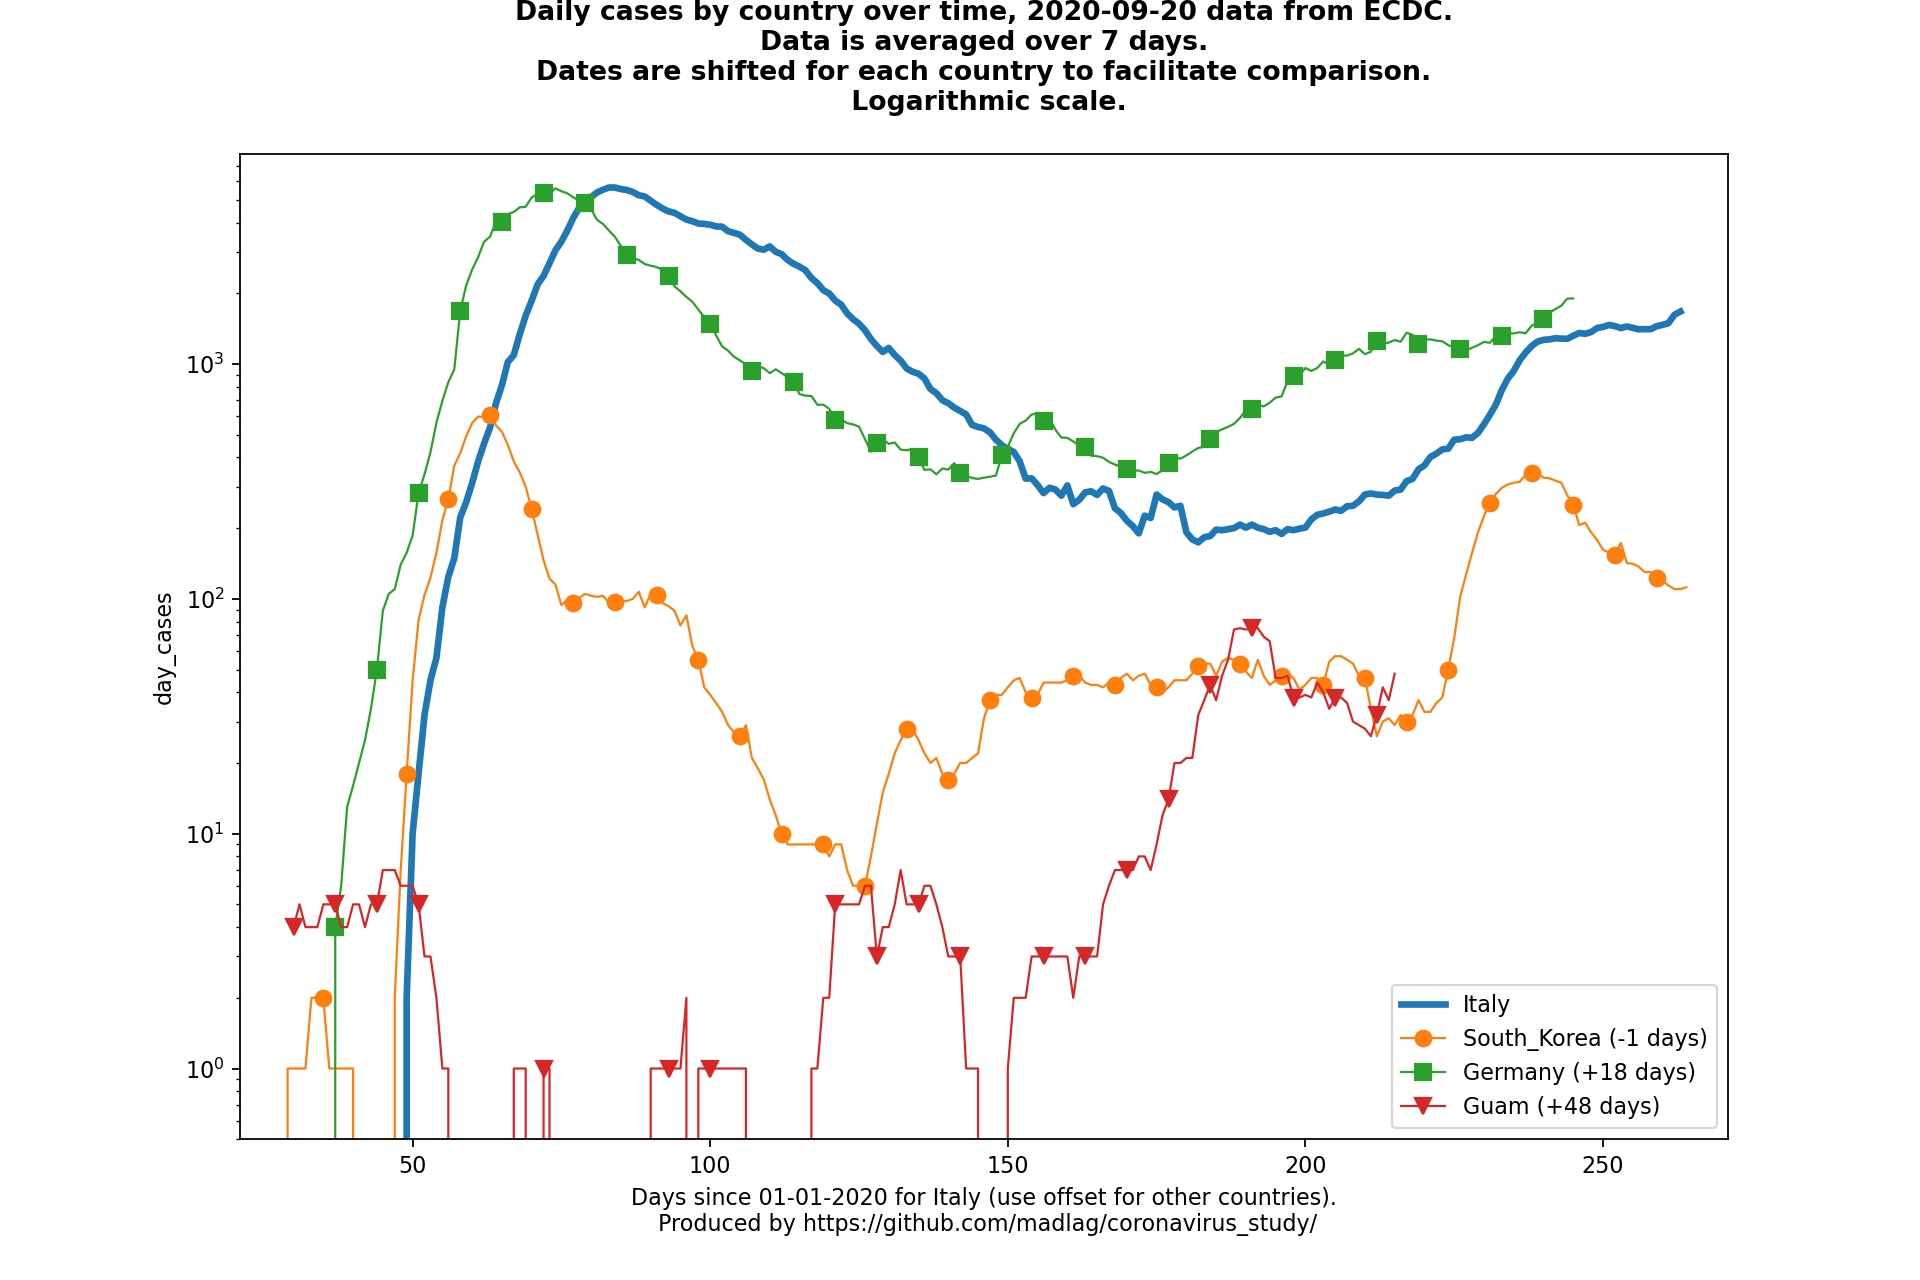 Daily cases by country over time, 2020-09-20 data from ECDC.
Data is averaged over 7 days.
Dates are shifted for each country to facilitate comparison.
Logarithmic scale.
day_cases
10³
10²
10¹
10⁰
50
100
150
200
250
Italy
South_Korea (-1 days)
Germany (+18 days)
Guam (+48 days)
Days since 01-01-2020 for Italy (use offset for other countries).
Produced by https://github.com/madlag/coronavirus_study/